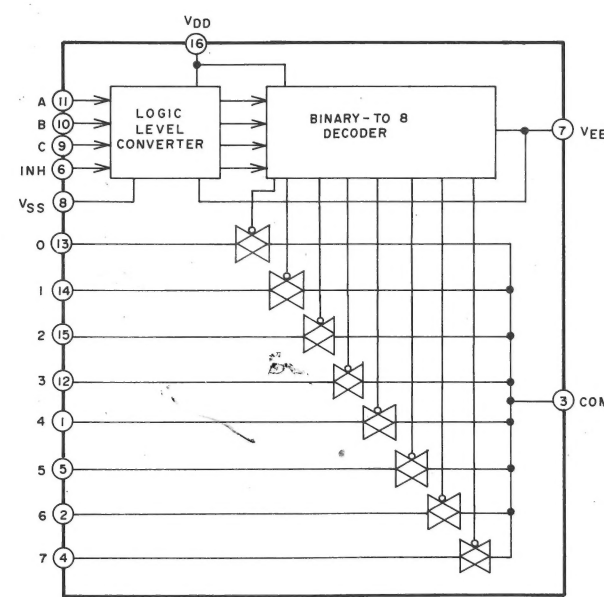 VDD
16
A 11
LOGIC LEVEL CONVERTER
BINARY-TO 8 DECODER
B 10
C 9
7 VEE
INH 6
VSS 8
0 13
1 14
2 15
3 12
3 COM
4 1
5 5
6 2
7 4